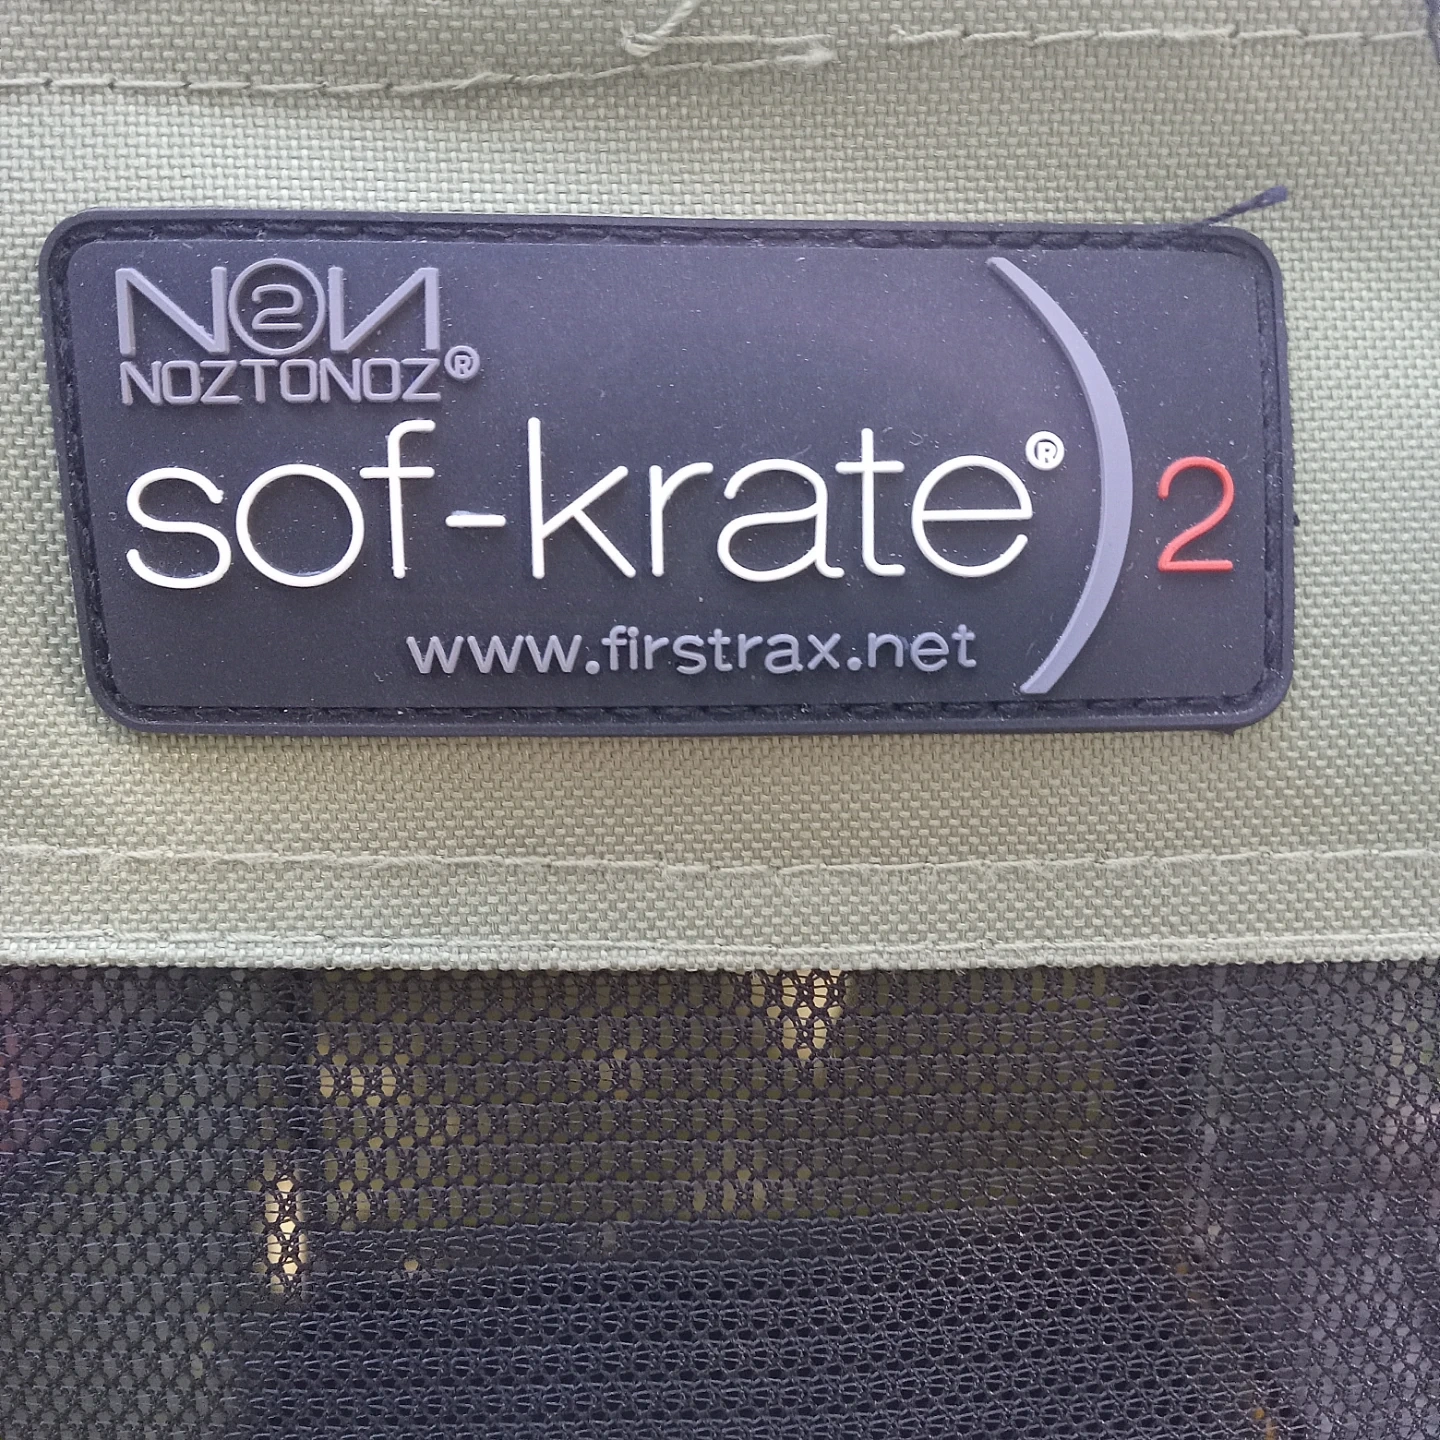 N2N
NOZTONOZ®
sof-krate® ) 2
www.firstrax.net